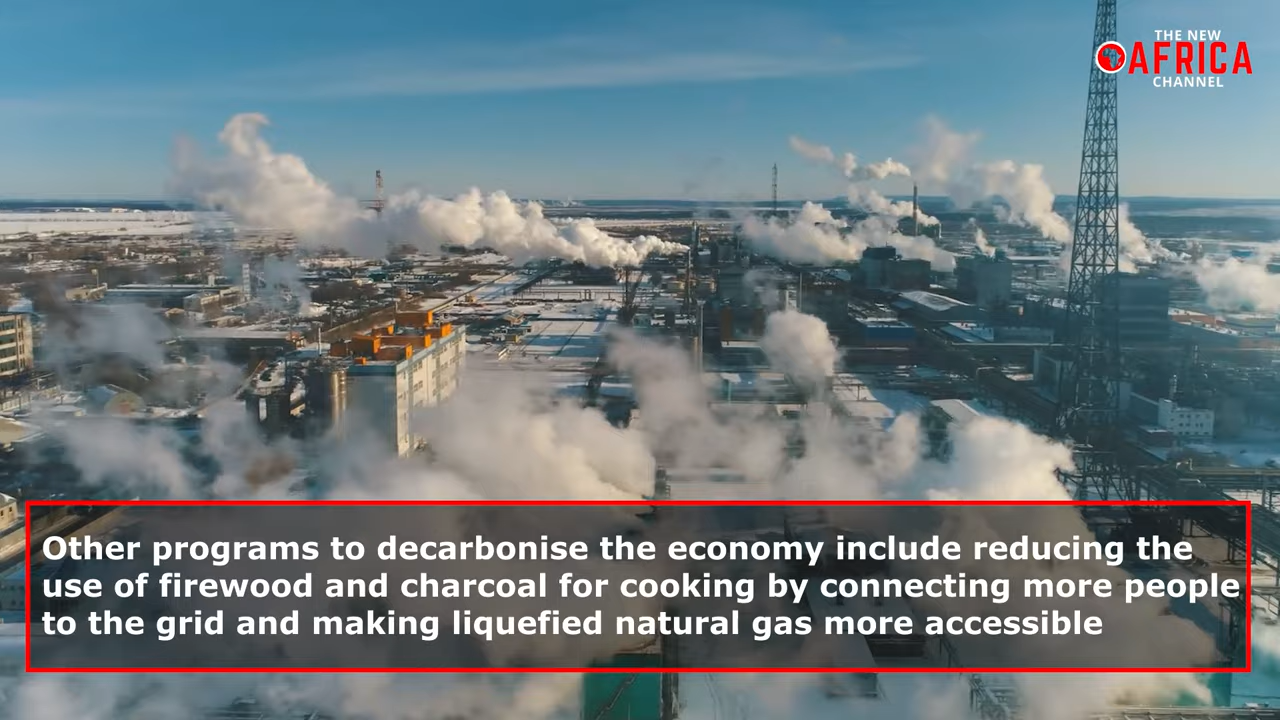 THE NEW
AFRICA
CHANNEL
Other programs to decarbonise the economy include reducing the
use of firewood and charcoal for cooking by connecting more people
to the grid and making liquefied natural gas more accessible